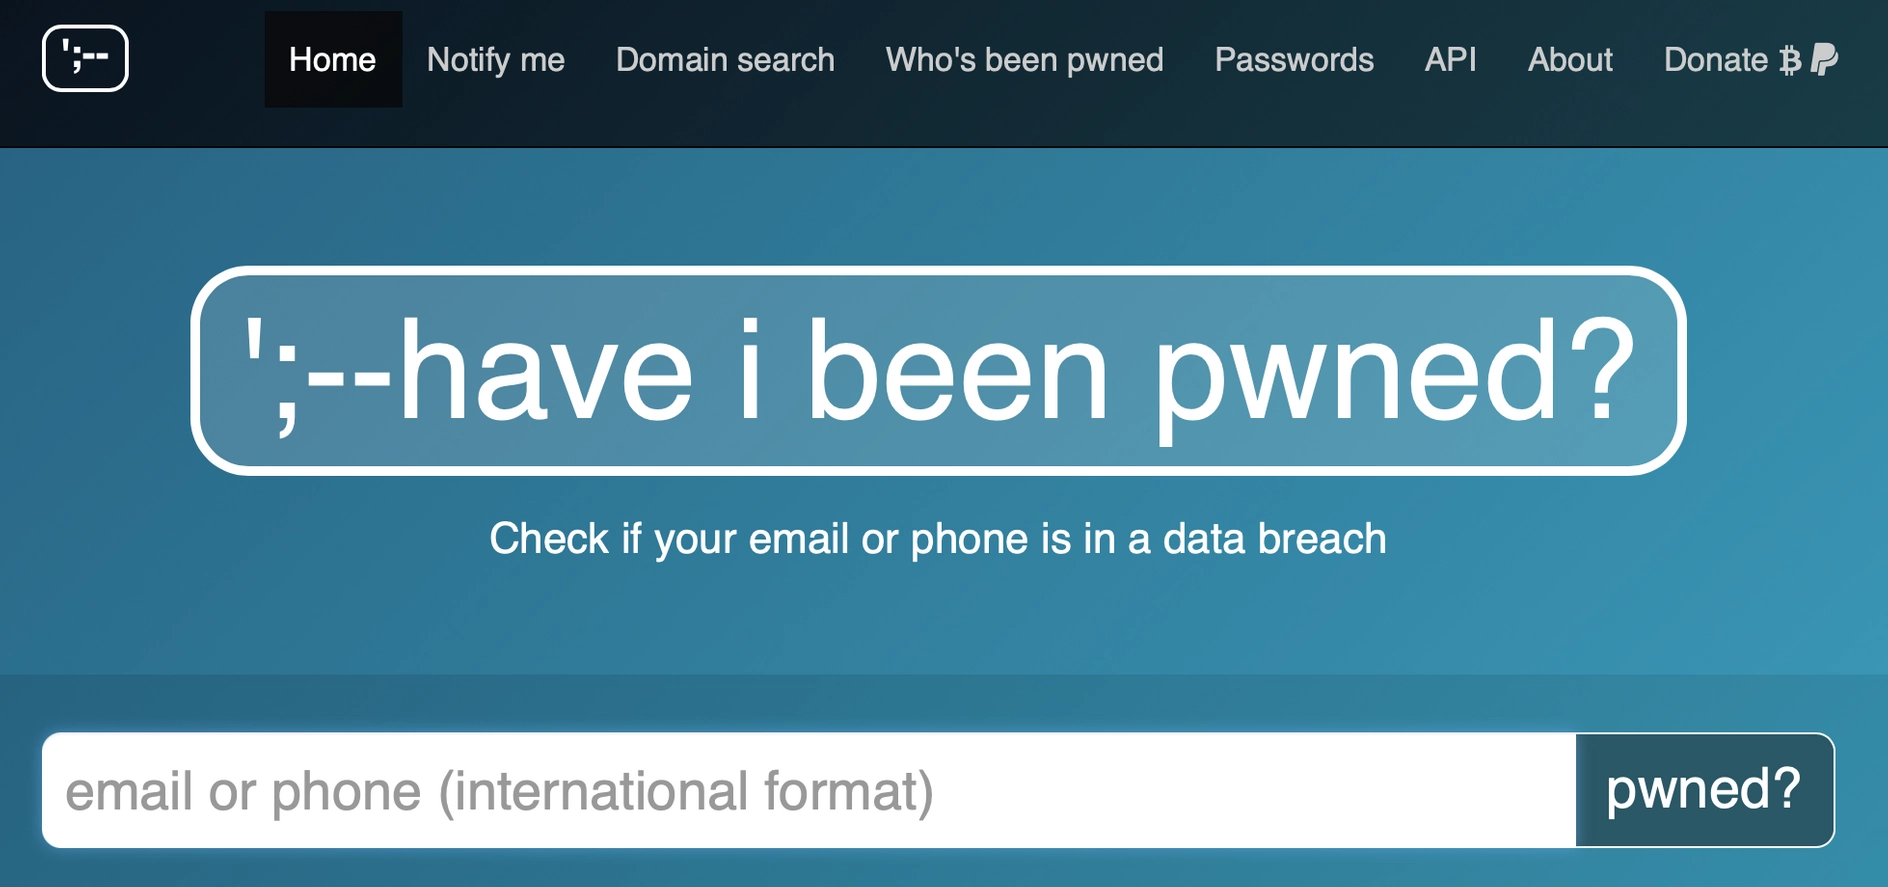 ';--
Home Notify me Domain search Who's been pwned Passwords API About Donate
';--have i been pwned?
Check if your email or phone is in a data breach
email or phone (international format)
pwned?